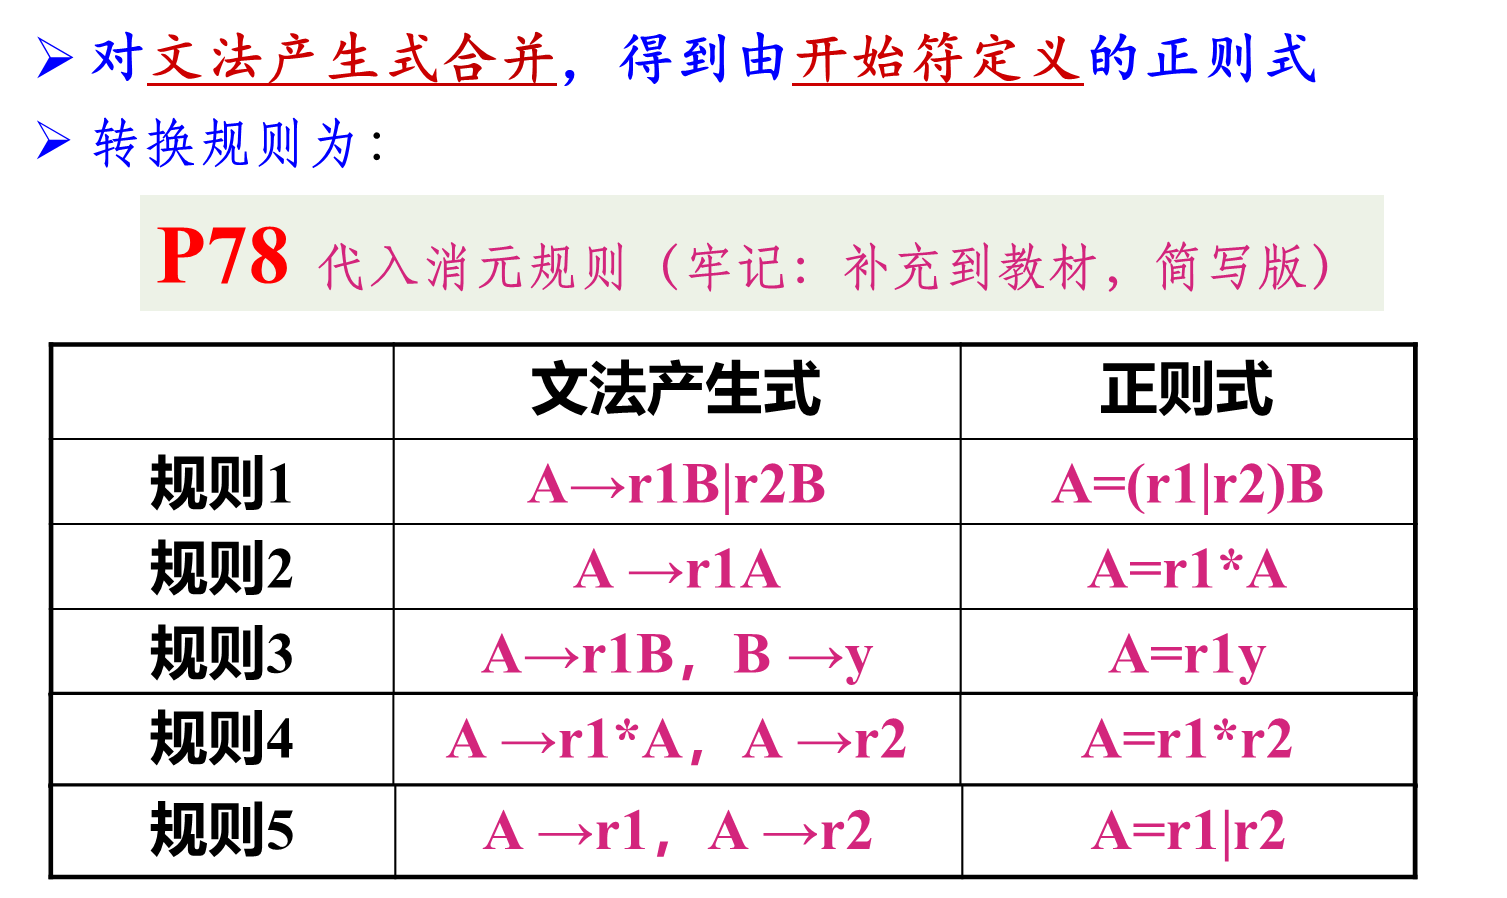 对文法产生式合并，得到由开始符定义的正则式
转换规则为：
P78 代入消元规则（牢记：补充到教材，简写版）
文法产生式 正则式
规则1 A→r1B|r2B A=(r1|r2)B
规则2 A →r1A A=r1*A
规则3 A→r1B，B →y A=r1y
规则4 A →r1*A，A →r2 A=r1*r2
规则5 A →r1，A →r2 A=r1|r2